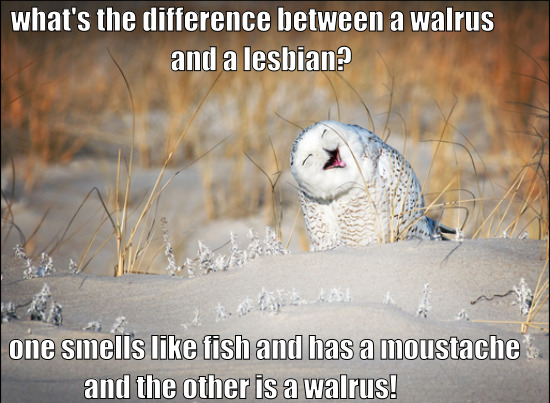 what's the difference between a walrus
and a lesbian?
one smells like fish and has a moustache
and the other is a walrus!